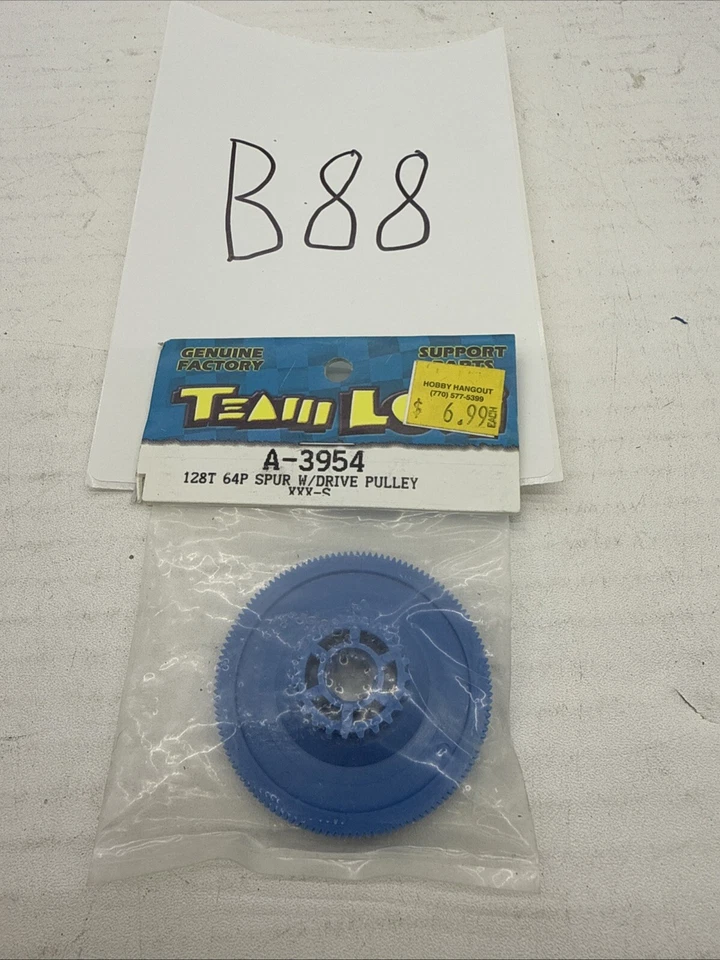 B88
GENUINE FACTORY
SUPPORT PARTS
TEAM LO
HOBBY HANGOUT
(770) 577-5399
$ 6.99 EACH
A-3954
128T 64P SPUR W/DRIVE PULLEY
XXX-S